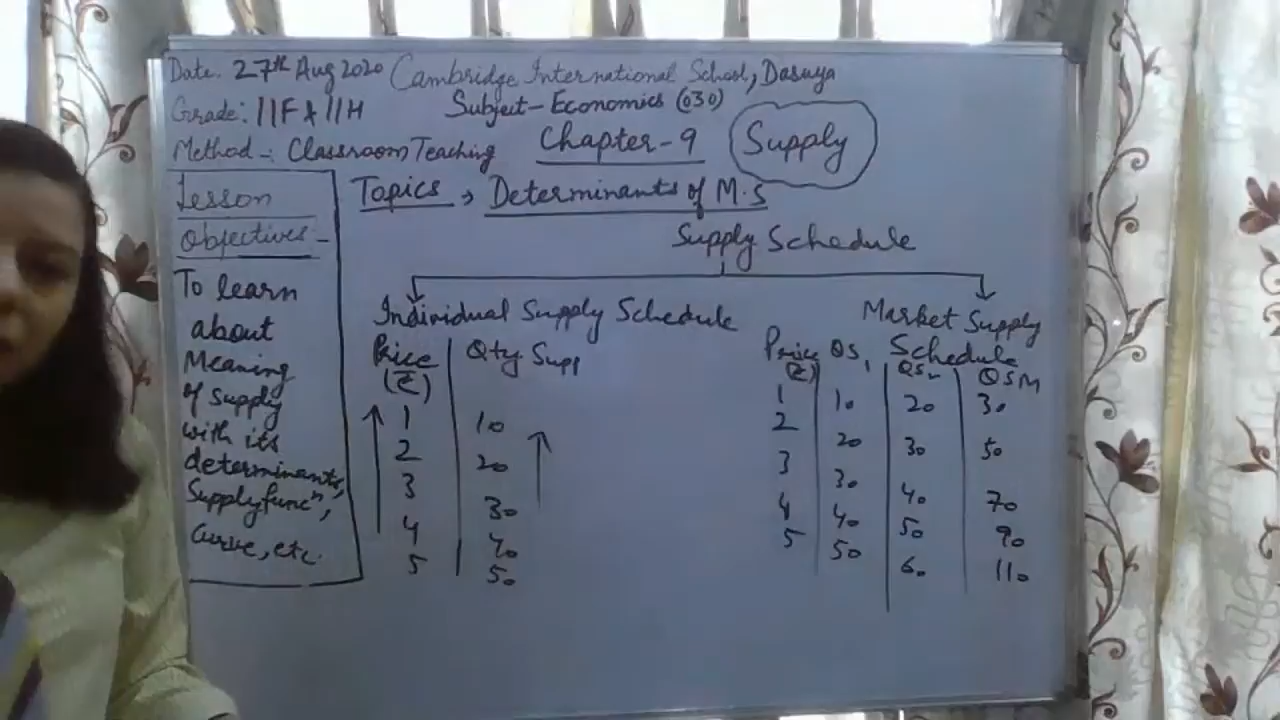 Date. 27th Aug 2020 Cambridge International School, Dasuya
Grade: 11F & 11H Subject - Economics (030)
Method -: Classroom Teaching Chapter-9 Supply
Lesson
Objectives -
To learn
about
Meaning
of supply
with its
determinants,
Supply funcⁿ,
curve, etc.
Topics → Determinants of M.S
Supply Schedule
Individual Supply Schedule
Price (₹) Qty Supp
1 10
2 20
3 30
4 40
5 50
Market Supply
Schedule
Price (₹) QS1 QS2 QSM
1 10 20 30
2 20 30 50
3 30 40 70
4 40 50 90
5 50 60 110